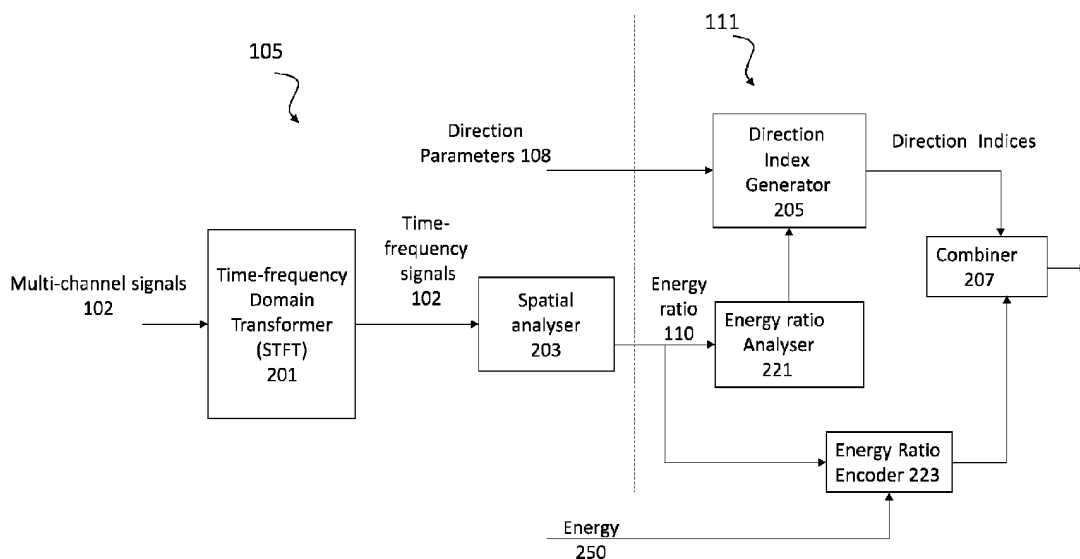 105
111
Direction
Parameters 108
Direction
Index
Generator
205
Direction Indices
Multi-channel signals
102
Time-frequency
Domain
Transformer
(STFT)
201
Time-
frequency
signals
102
Spatial
analyser
203
Energy
ratio
110
Energy ratio
Analyser
221
Combiner
207
Energy Ratio
Encoder 223
Energy
250